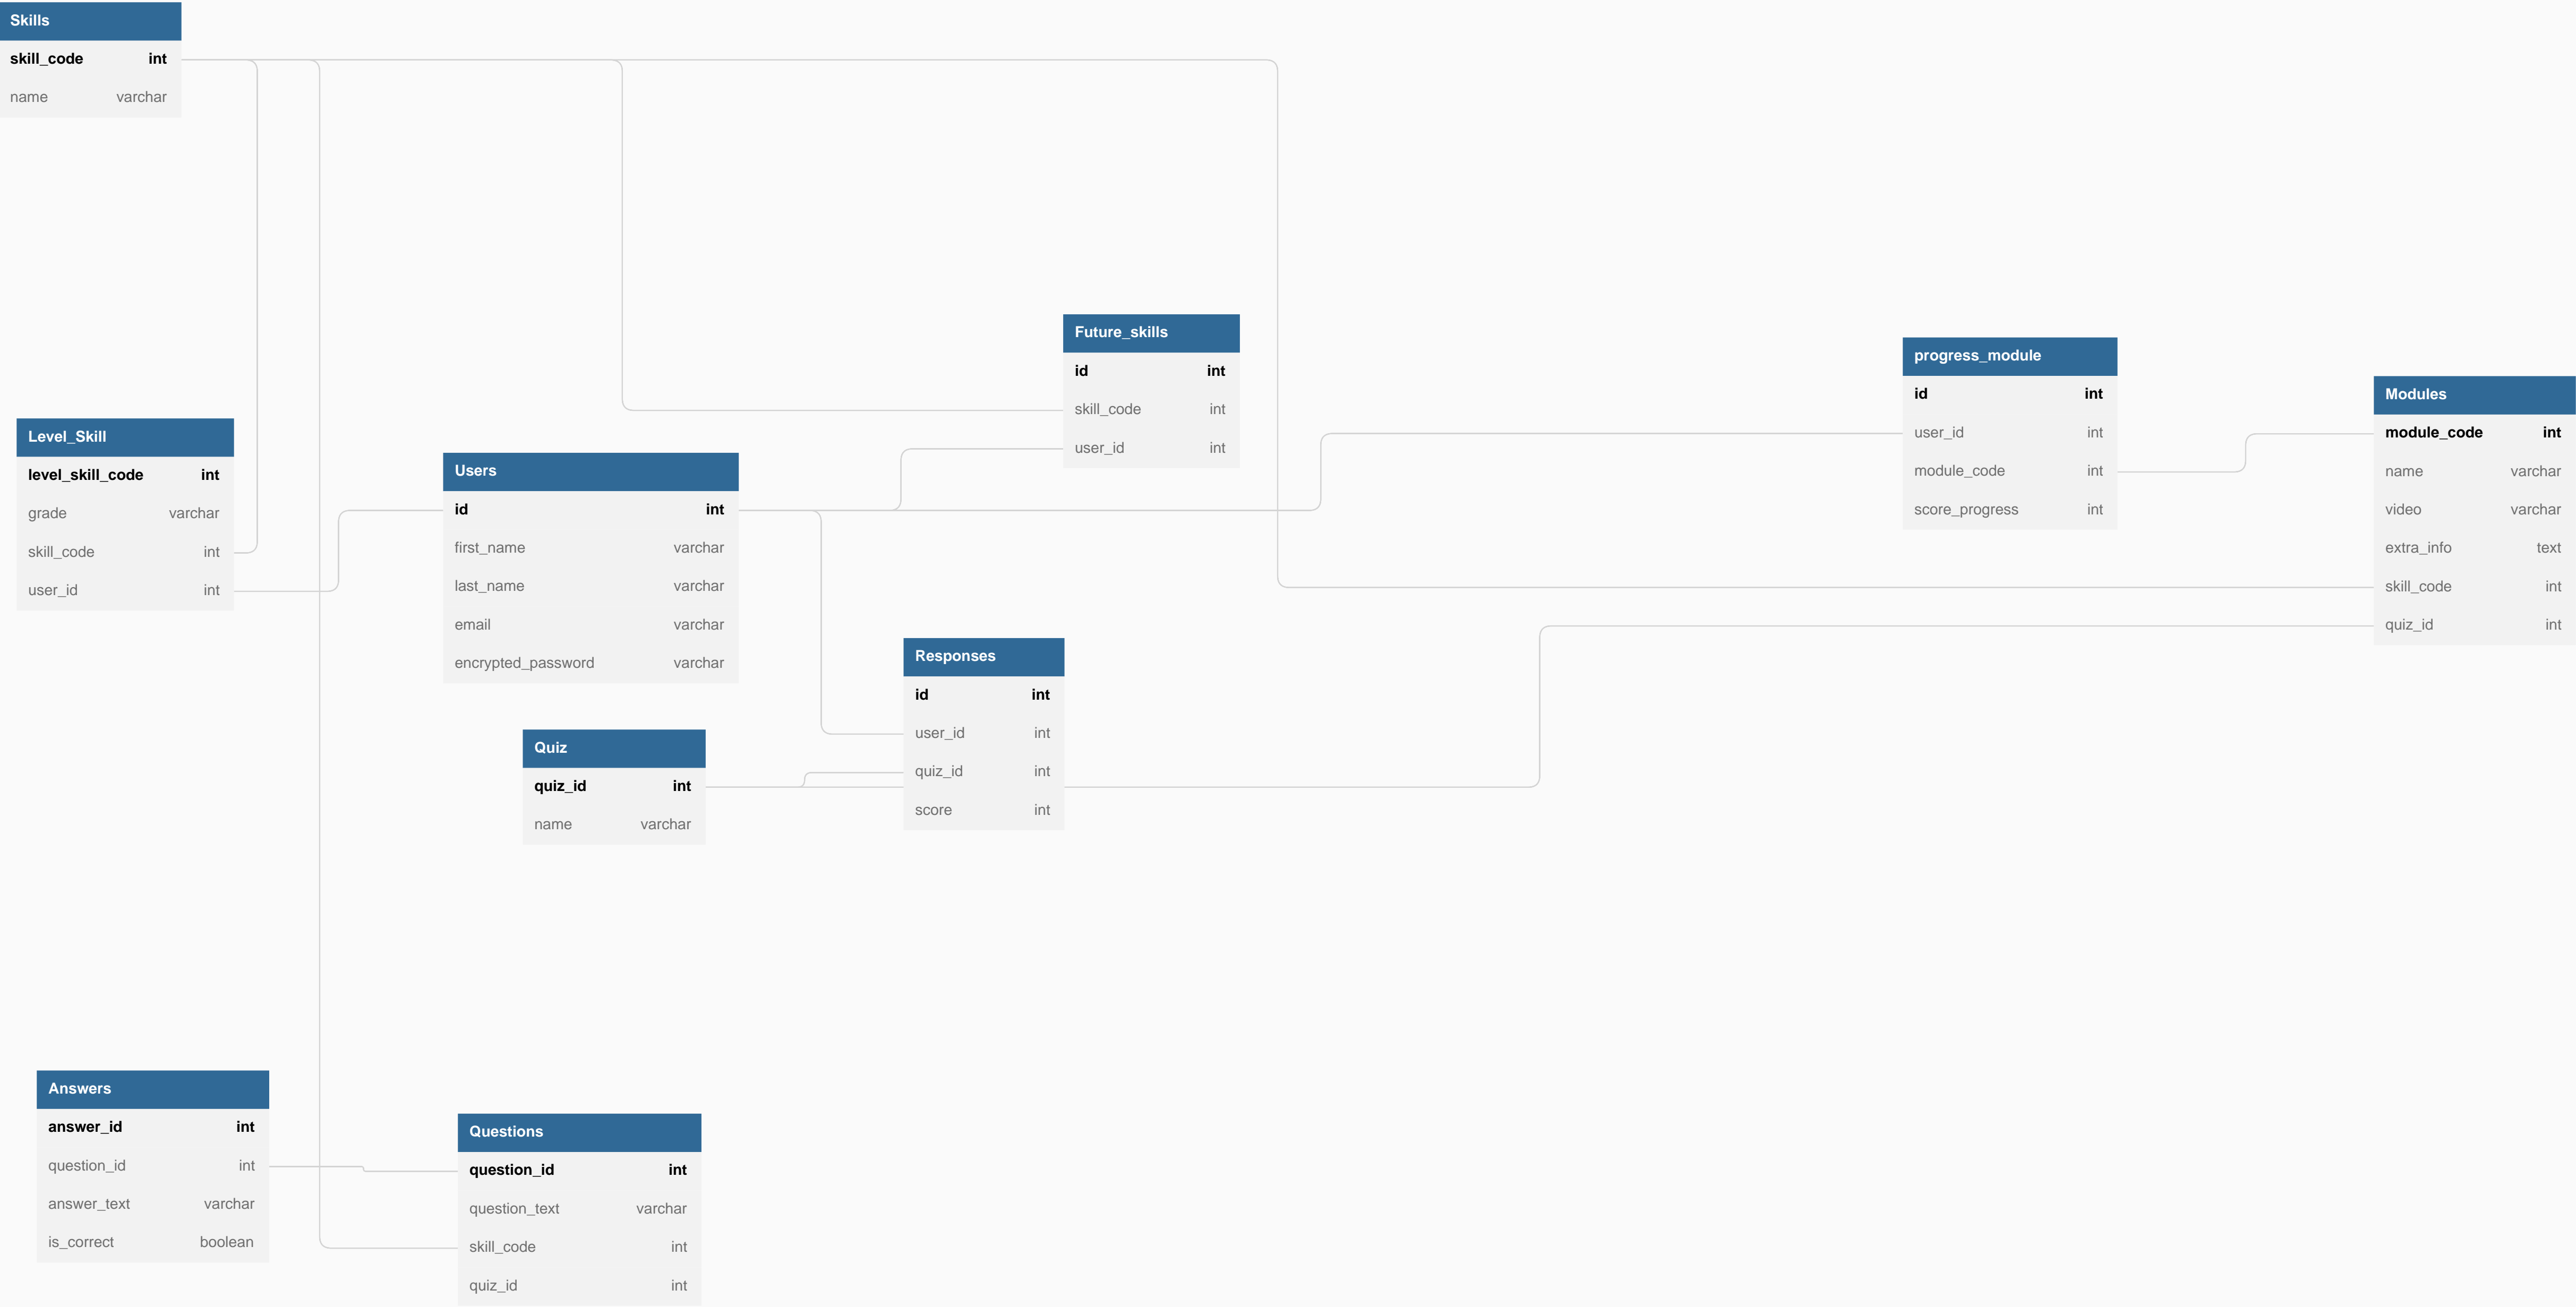 Skills
skill_code int
name varchar
Future_skills
id int
skill_code int
user_id int
progress_module
id int
user_id int
module_code int
score_progress int
Modules
module_code int
name varchar
video varchar
extra_info text
skill_code int
quiz_id int
Level_Skill
level_skill_code int
grade varchar
skill_code int
user_id int
Users
id int
first_name varchar
last_name varchar
email varchar
encrypted_password varchar
Responses
id int
user_id int
quiz_id int
score int
Quiz
quiz_id int
name varchar
Answers
answer_id int
question_id int
answer_text varchar
is_correct boolean
Questions
question_id int
question_text varchar
skill_code int
quiz_id int